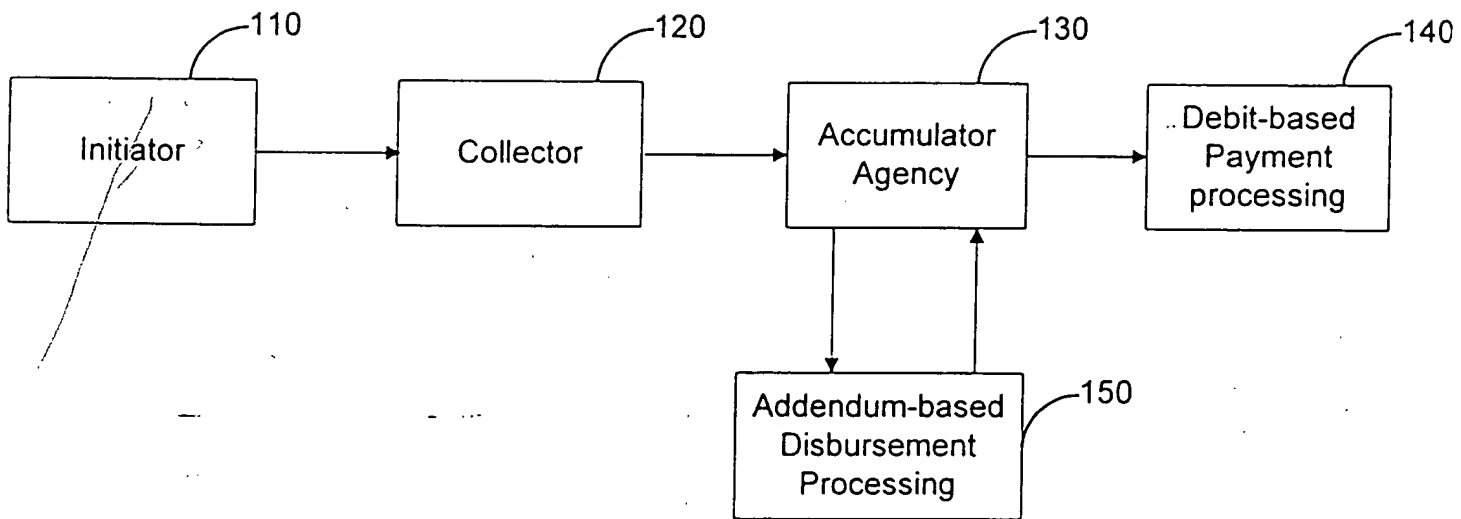 110
120
130
140
Initiator
Collector
Accumulator
Agency
Debit-based
Payment
processing
150
Addendum-based
Disbursement
Processing